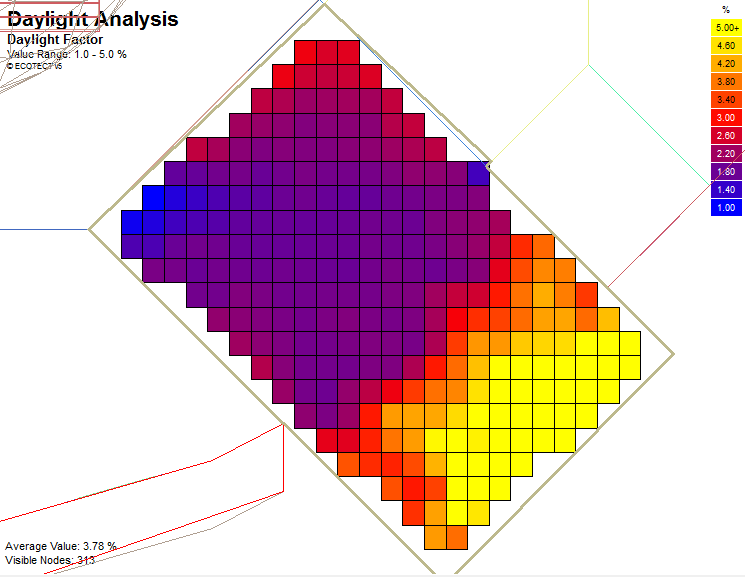 Daylight Analysis
Daylight Factor
Value Range: 1.0 - 5.0 %
© ECOTECT v5
%
5.00+
4.60
4.20
3.80
3.40
3.00
2.60
2.20
1.80
1.40
1.00
Average Value: 3.78 %
Visible Nodes: 313